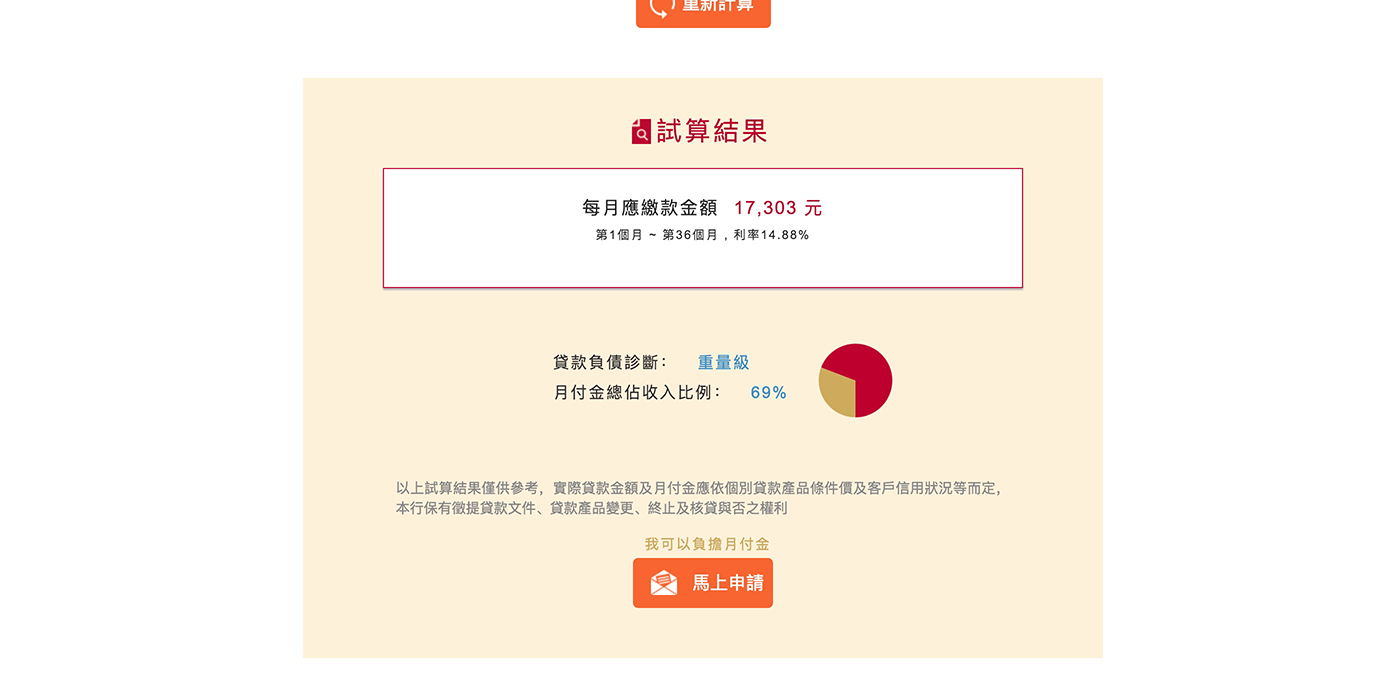 重新計算
試算結果
每月應繳款金額 17,303 元
第1個月 ~ 第36個月 , 利率14.88%
貸款負債診斷： 重量級
月付金總佔收入比例： 69%
以上試算結果僅供參考，實際貸款金額及月付金應依個別貸款產品條件價及客戶信用狀況等而定，
本行保有徵提貸款文件、貸款產品變更、終止及核貸與否之權利
我可以負擔月付金
馬上申請